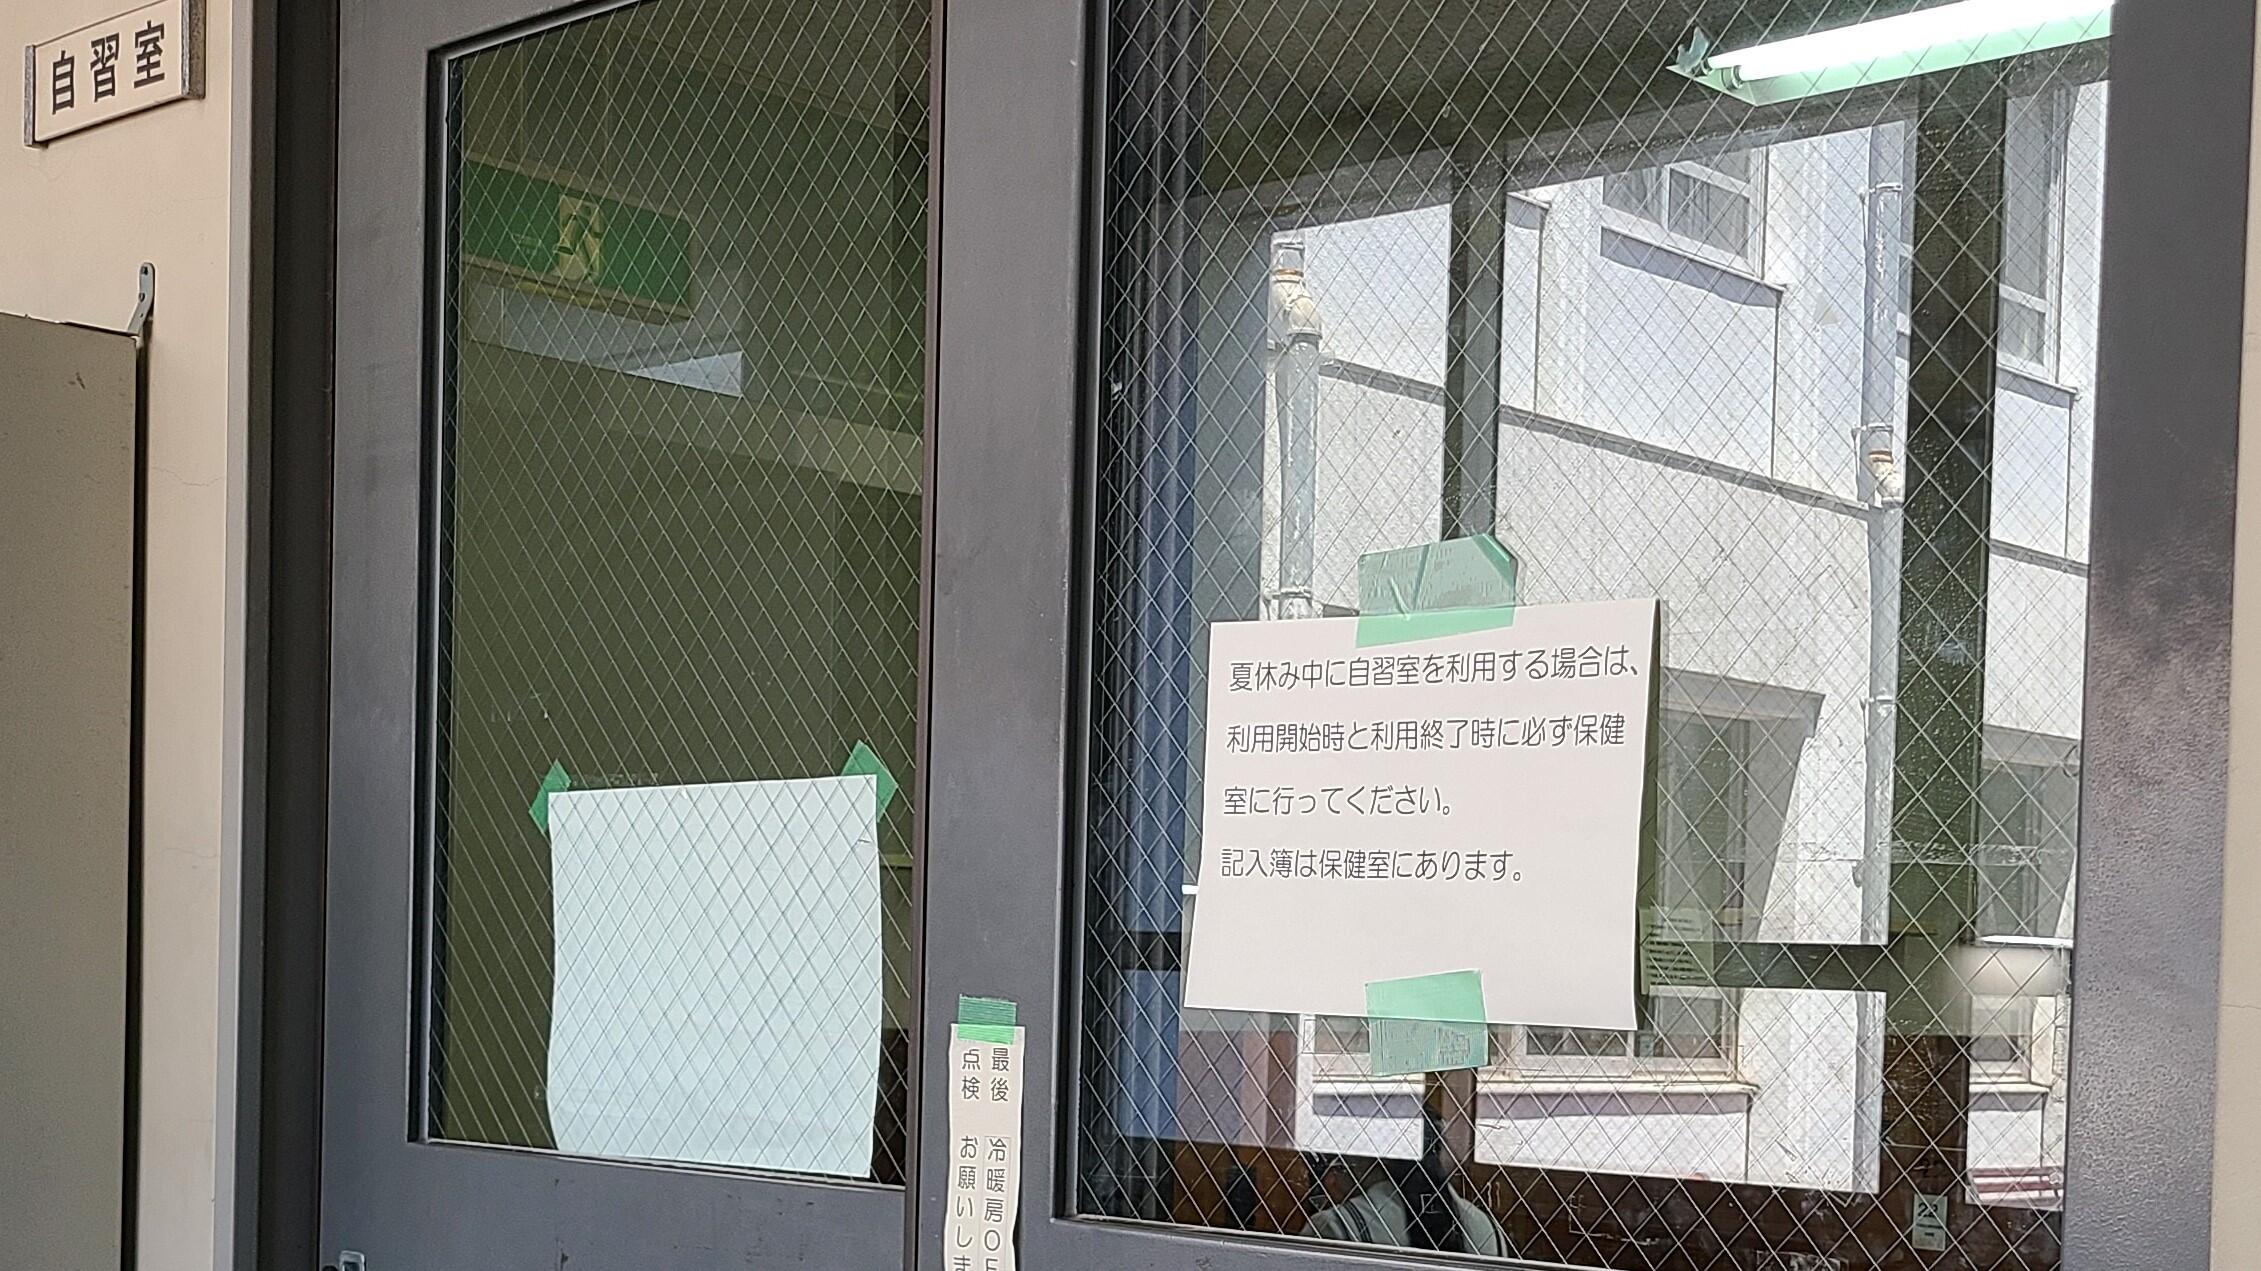 自習室
夏休み中に自習室を利用する場合は、
利用開始時と利用終了時に必ず保健
室に行ってください。
記入簿は保健室にあります。
最後 冷暖房OF
点検 お願いしま
23